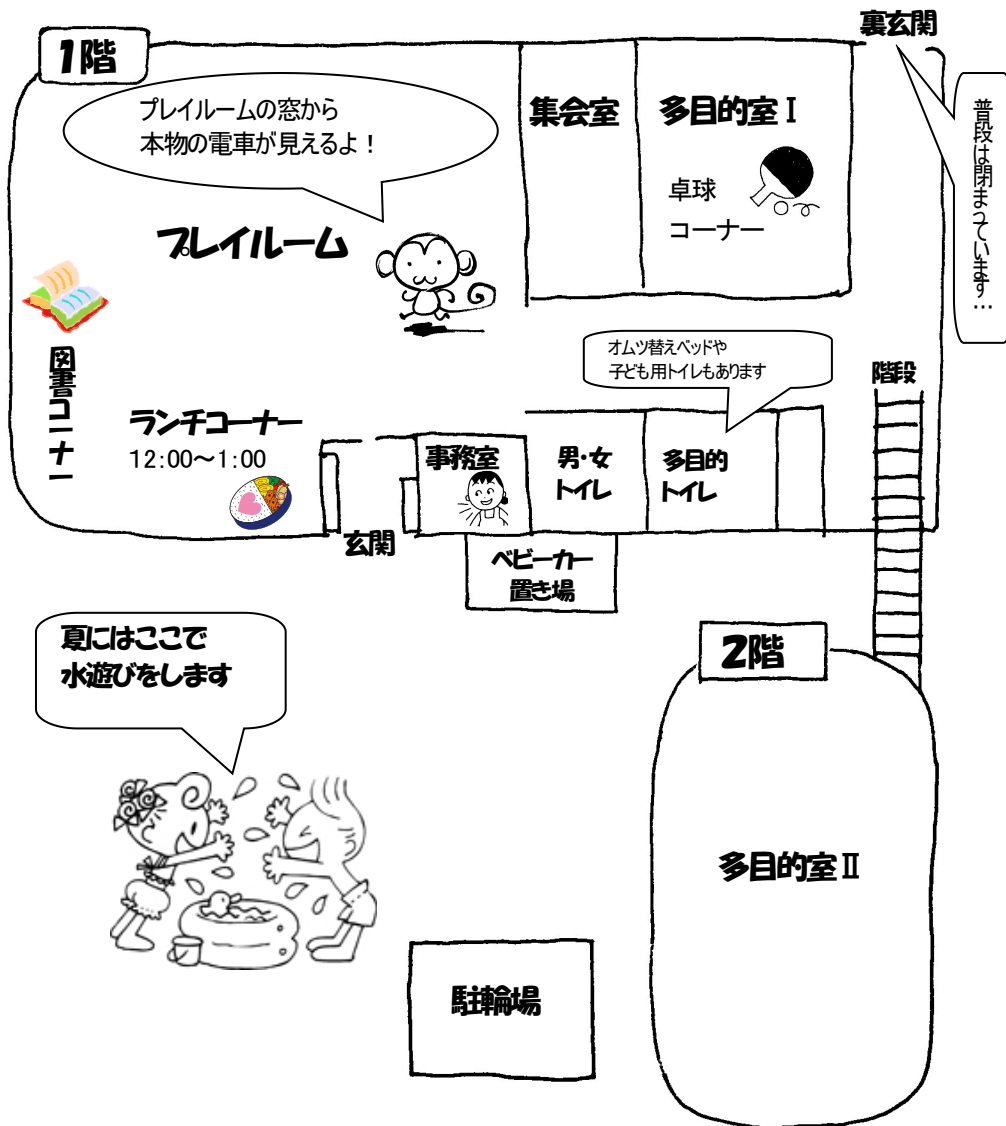 裏玄関
1階
普段は閉まっています…
プレイルームの窓から
本物の電車が見えるよ！
集会室
多目的室Ⅰ
卓球
コーナー
プレイルーム
オムツ替えベッドや
子ども用トイレもあります
階段
図書コーナー
ランチコーナー
12:00～1:00
事務室
男・女
トイレ
多目的
トイレ
玄関
ベビーカー
置き場
夏にはここで
水遊びをします
2階
多目的室Ⅱ
駐輪場